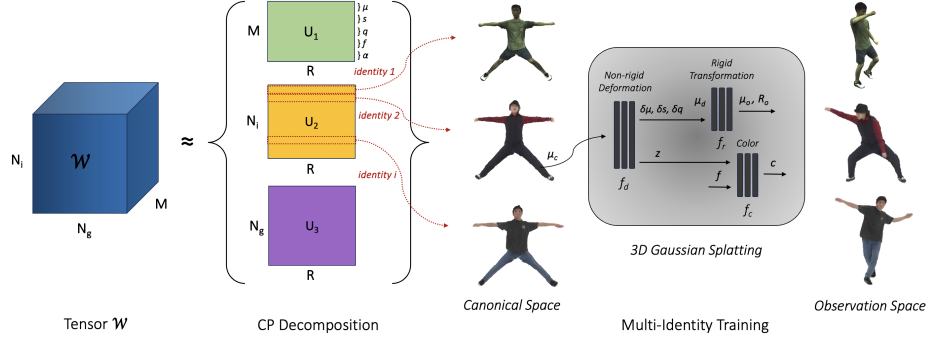 N_i
𝒲
M
N_g
Tensor 𝒲
≈
M
U_1
} μ
} s
} q
} f
} α
R
N_i
U_2
R
N_g
U_3
R
CP Decomposition
identity 1
identity 2
identity i
Canonical Space
μ_c
Non-rigid
Deformation
f_d
δμ, δs, δq
μ_d
Rigid
Transformation
f_r
μ_o, R_o
z
f
Color
f_c
c
3D Gaussian Splatting
Multi-Identity Training
Observation Space